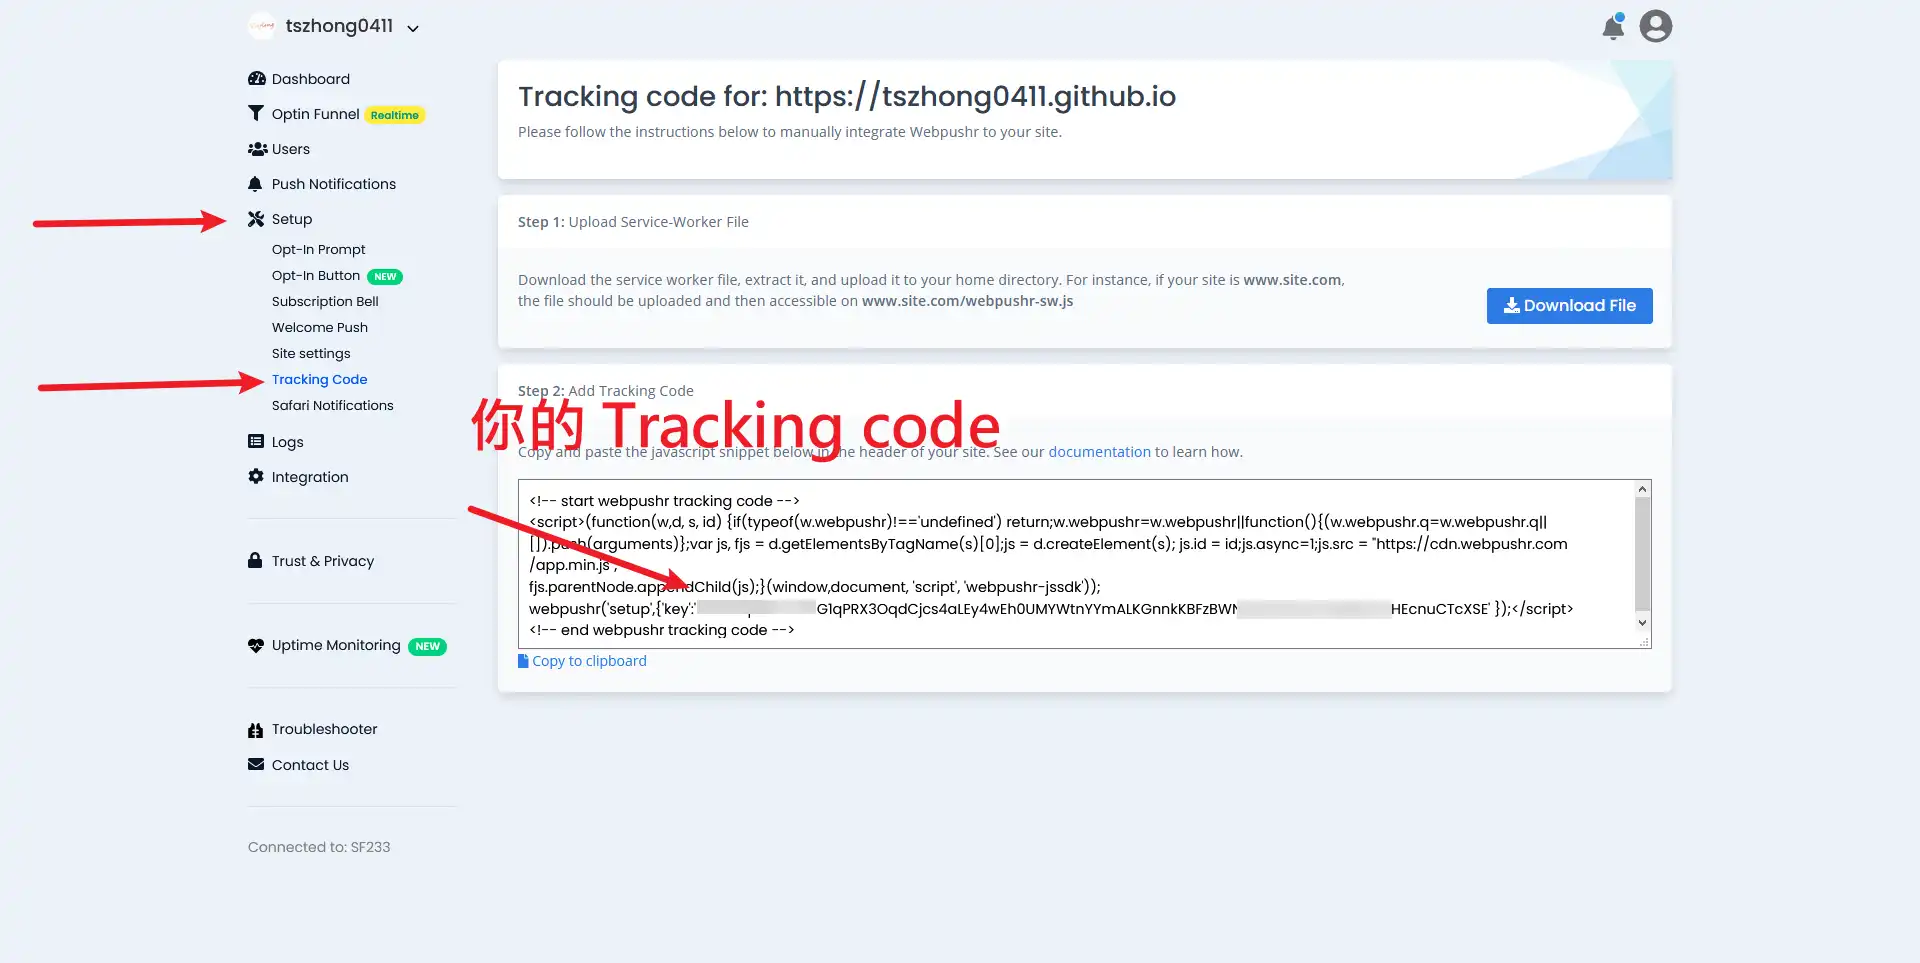 tszhong0411
Dashboard
Optin Funnel Realtime
Users
Push Notifications
Setup
Opt-In Prompt
Opt-In Button NEW
Subscription Bell
Welcome Push
Site settings
Tracking Code
Safari Notifications
Logs
Integration
Trust & Privacy
Uptime Monitoring NEW
Troubleshooter
Contact Us
Connected to: SF233
Tracking code for: https://tszhong0411.github.io
Please follow the instructions below to manually integrate Webpushr to your site.
Step 1: Upload Service-Worker File
Download the service worker file, extract it, and upload it to your home directory. For instance, if your site is www.site.com,
the file should be uploaded and then accessible on www.site.com/webpushr-sw.js
Download File
Step 2: Add Tracking Code
你的 Tracking code
Copy and paste the javascript snippet below in the header of your site. See our documentation to learn how.
<!-- start webpushr tracking code -->
<script>(function(w,d, s, id) {if(typeof(w.webpushr)!=='undefined') return;w.webpushr=w.webpushr||function(){(w.webpushr.q=w.webpushr.q||
[]).push(arguments)};var js, fjs = d.getElementsByTagName(s)[0];js = d.createElement(s); js.id = id;js.async=1;js.src = "https://cdn.webpushr.com
/app.min.js";
fjs.parentNode.appendChild(js);}(window,document, 'script', 'webpushr-jssdk'));
webpushr('setup',{'key':' G1qPRX3OqdCjcs4aLEy4wEh0UMYWtnYYmALKGnnkKBFzBWN HEcnuCTcXSE' });</script>
<!-- end webpushr tracking code -->
Copy to clipboard